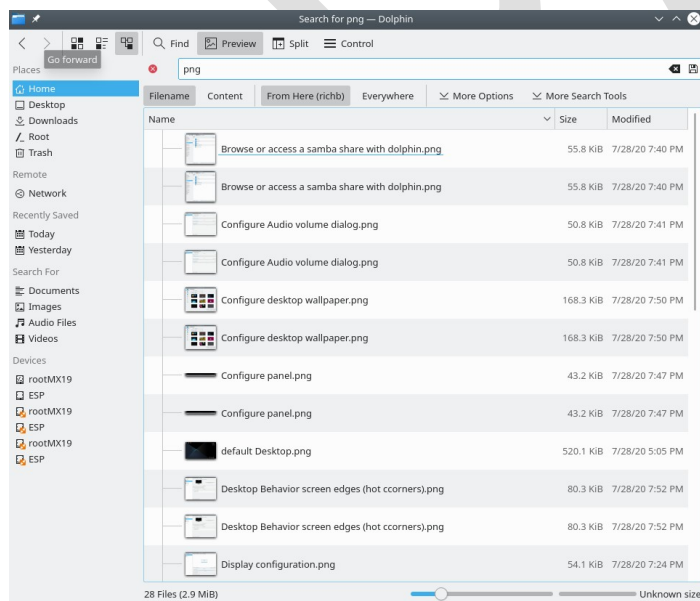 Search for png — Dolphin
Find Preview Split Control
Go forward
Places
png
Home
Desktop
Downloads
Root
Trash
Remote
Network
Recently Saved
Today
Yesterday
Search For
Documents
Images
Audio Files
Videos
Devices
rootMX19
ESP
rootMX19
ESP
rootMX19
ESP
Filename Content From Here (richb) Everywhere More Options More Search Tools
Name Size Modified
Browse or access a samba share with dolphin.png 55.8 KiB 7/28/20 7:40 PM
Browse or access a samba share with dolphin.png 55.8 KiB 7/28/20 7:40 PM
Configure Audio volume dialog.png 50.8 KiB 7/28/20 7:41 PM
Configure Audio volume dialog.png 50.8 KiB 7/28/20 7:41 PM
Configure desktop wallpaper.png 168.3 KiB 7/28/20 7:50 PM
Configure desktop wallpaper.png 168.3 KiB 7/28/20 7:50 PM
Configure panel.png 43.2 KiB 7/28/20 7:47 PM
Configure panel.png 43.2 KiB 7/28/20 7:47 PM
default Desktop.png 520.1 KiB 7/28/20 5:05 PM
Desktop Behavior screen edges (hot ccorners).png 80.3 KiB 7/28/20 7:52 PM
Desktop Behavior screen edges (hot ccorners).png 80.3 KiB 7/28/20 7:52 PM
Display configuration.png 54.1 KiB 7/28/20 7:24 PM
28 Files (2.9 MiB) Unknown size